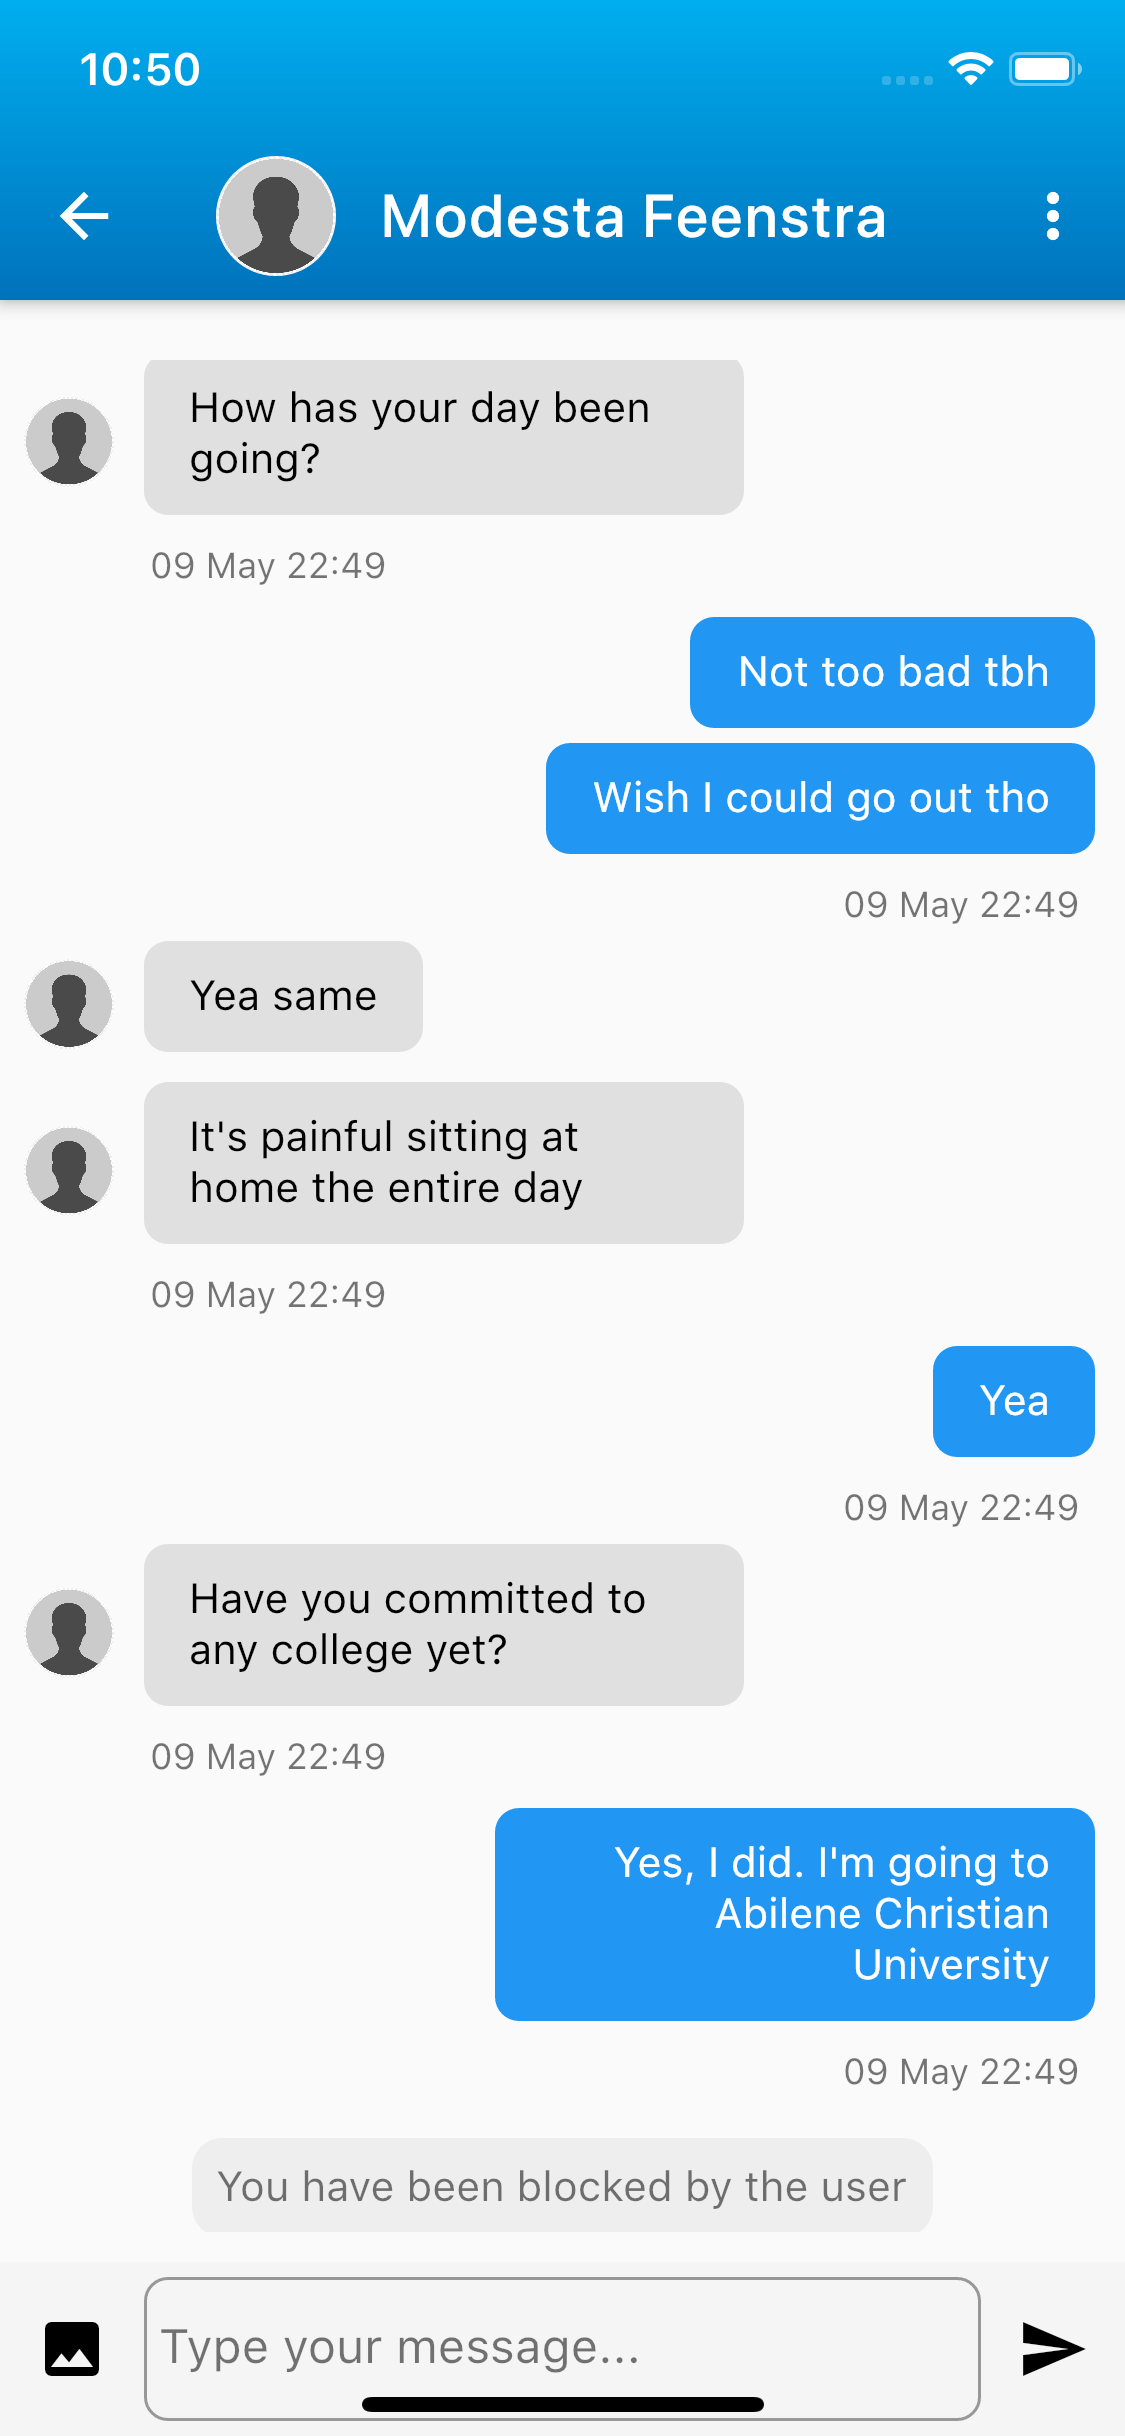 10:50
Modesta Feenstra
How has your day been
going?
09 May 22:49
Not too bad tbh
Wish I could go out tho
09 May 22:49
Yea same
It's painful sitting at
home the entire day
09 May 22:49
Yea
09 May 22:49
Have you committed to
any college yet?
09 May 22:49
Yes, I did. I'm going to
Abilene Christian
University
09 May 22:49
You have been blocked by the user
Type your message...